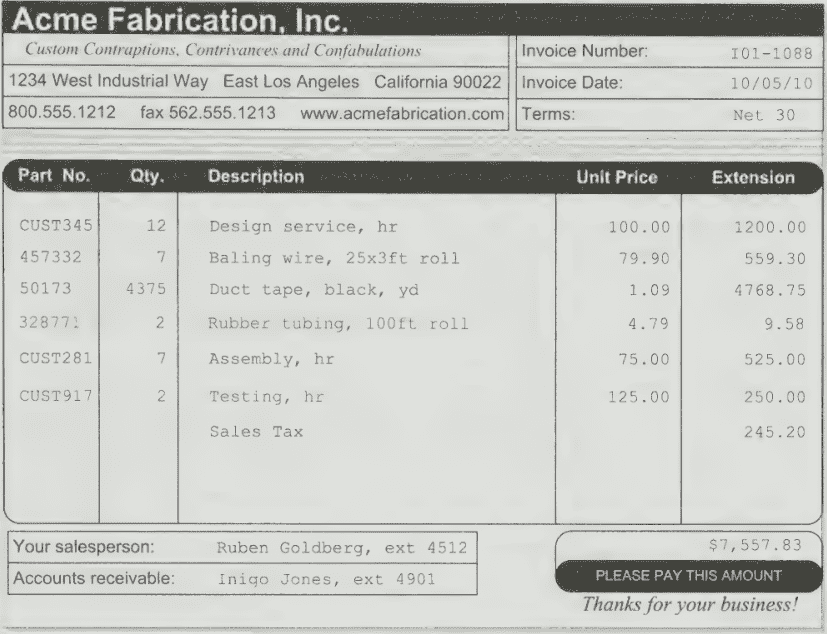 Acme Fabrication, Inc.
Custom Contraptions, Contrivances and Confabulations
1234 West Industrial Way East Los Angeles California 90022
800.555.1212 fax 562.555.1213 www.acmefabrication.com
Invoice Number: I01-1088
Invoice Date: 10/05/10
Terms: Net 30
Part No. Qty. Description Unit Price Extension
CUST345 12 Design service, hr 100.00 1200.00
457332 7 Baling wire, 25x3ft roll 79.90 559.30
50173 4375 Duct tape, black, yd 1.09 4768.75
328771 2 Rubber tubing, 100ft roll 4.79 9.58
CUST281 7 Assembly, hr 75.00 525.00
CUST917 2 Testing, hr 125.00 250.00
Sales Tax 245.20
Your salesperson: Ruben Goldberg, ext 4512
Accounts receivable: Inigo Jones, ext 4901
$7,557.83
PLEASE PAY THIS AMOUNT
Thanks for your business!